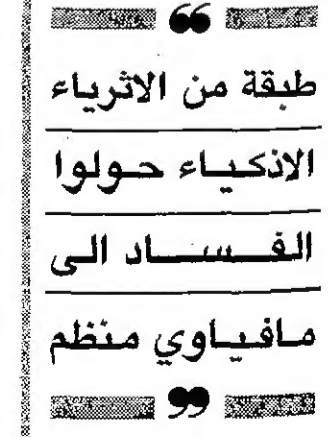 طبقة من الاثرياء
الاذكياء حولوا
الفساد الى
مافياوي منظم